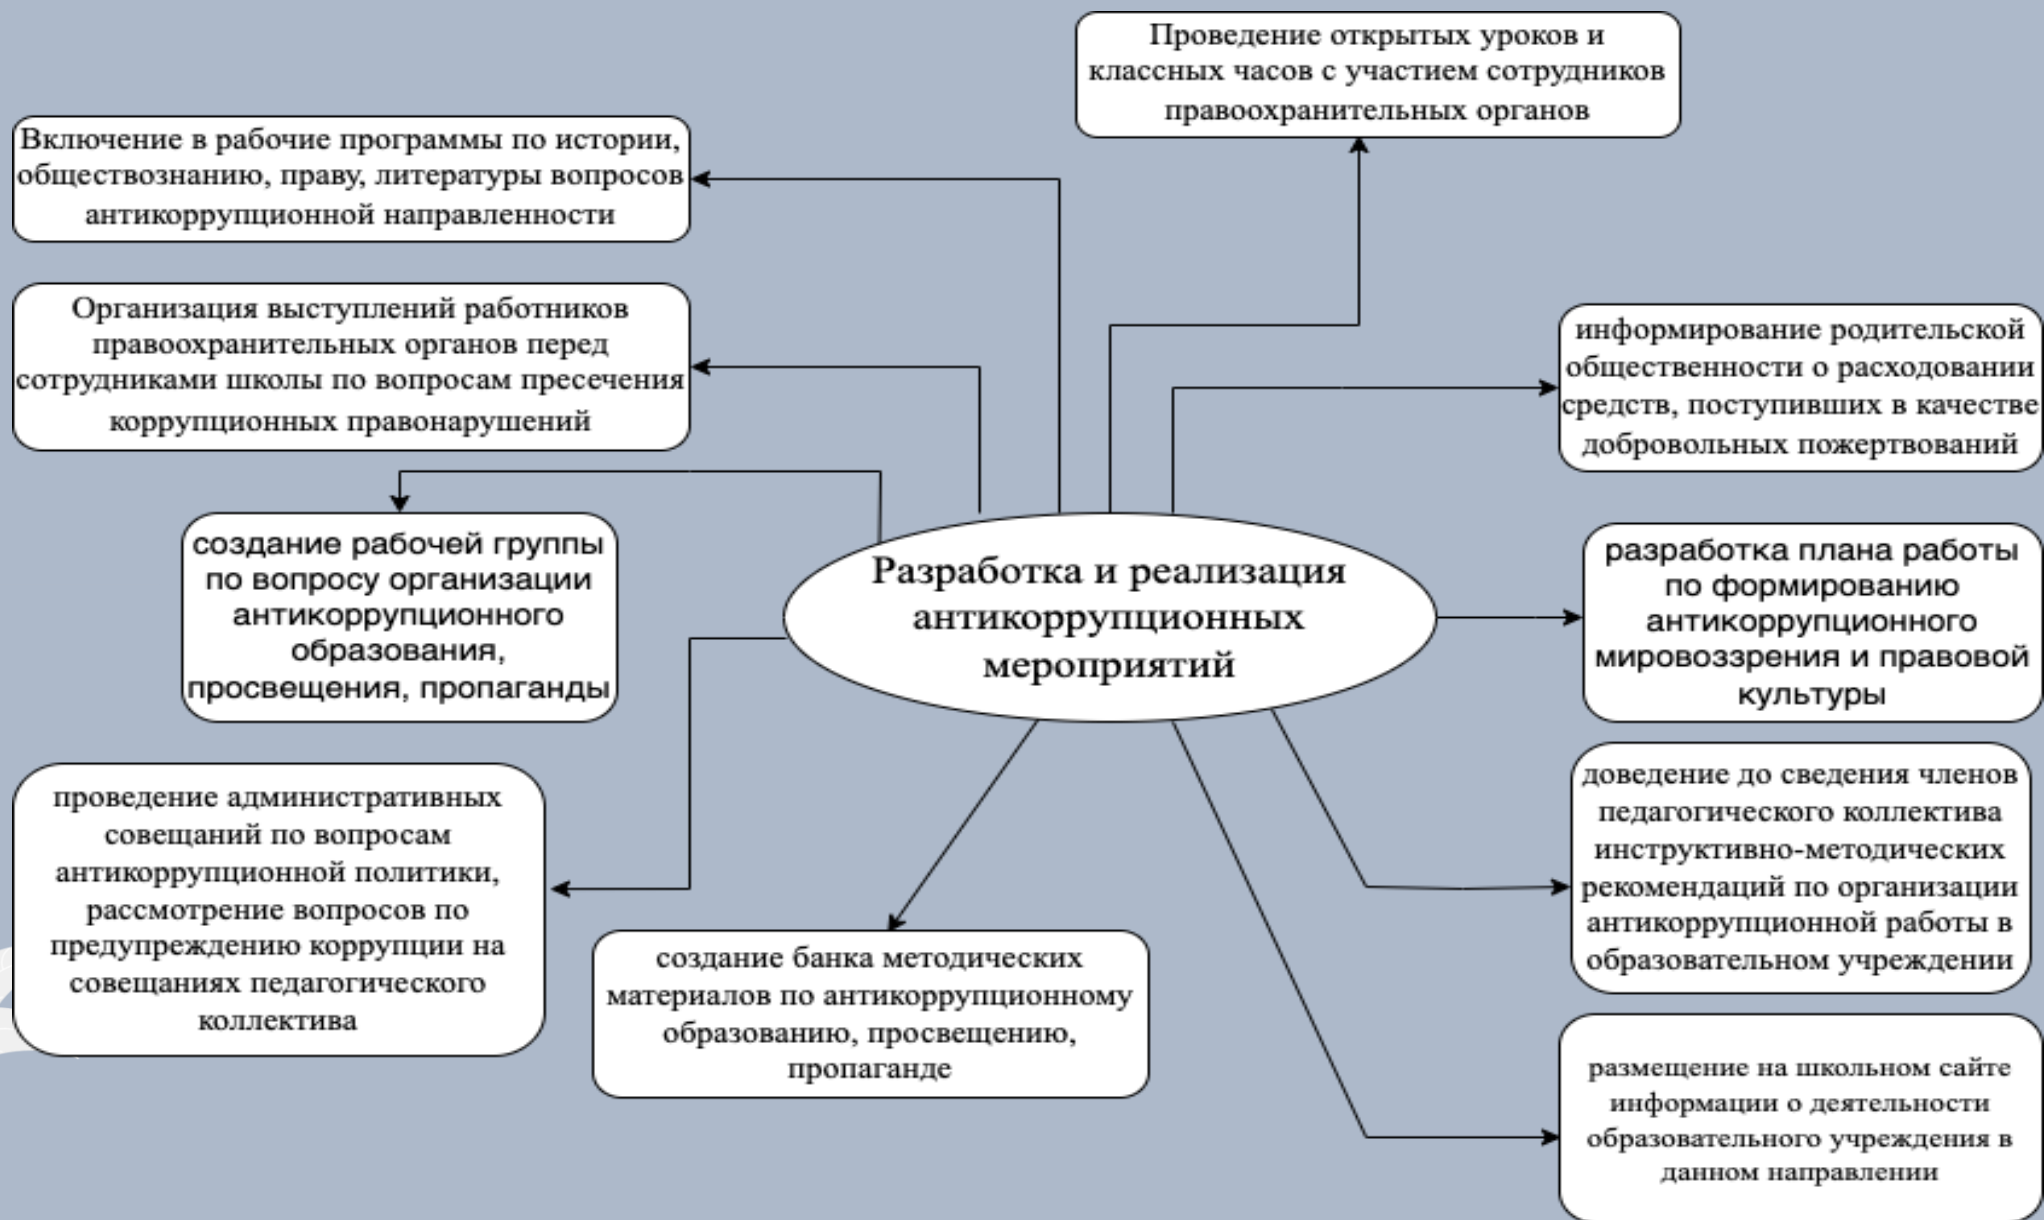 Проведение открытых уроков и
классных часов с участием сотрудников
правоохранительных органов
Включение в рабочие программы по истории,
обществознанию, праву, литературы вопросов
антикоррупционной направленности
Организация выступлений работников
правоохранительных органов перед
сотрудниками школы по вопросам пресечения
коррупционных правонарушений
информирование родительской
общественности о расходовании
средств, поступивших в качестве
добровольных пожертвований
создание рабочей группы
по вопросу организации
антикоррупционного
образования,
просвещения, пропаганды
Разработка и реализация
антикоррупционных
мероприятий
разработка плана работы
по формированию
антикоррупционного
мировоззрения и правовой
культуры
проведение административных
совещаний по вопросам
антикоррупционной политики,
рассмотрение вопросов по
предупреждению коррупции на
совещаниях педагогического
коллектива
создание банка методических
материалов по антикоррупционному
образованию, просвещению,
пропаганде
доведение до сведения членов
педагогического коллектива
инструктивно-методических
рекомендаций по организации
антикоррупционной работы в
образовательном учреждении
размещение на школьном сайте
информации о деятельности
образовательного учреждения в
данном направлении